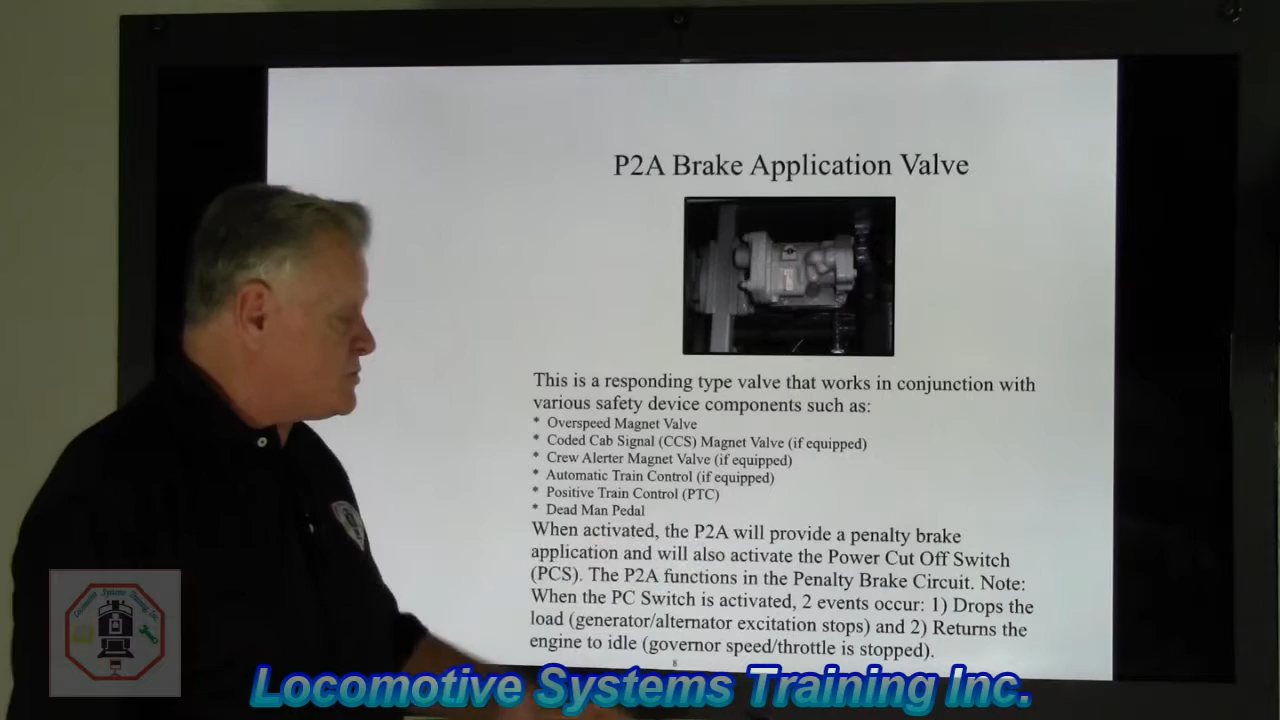 P2A Brake Application Valve
This is a responding type valve that works in conjunction with
various safety device components such as:
* Overspeed Magnet Valve
* Coded Cab Signal (CCS) Magnet Valve (if equipped)
* Crew Alerter Magnet Valve (if equipped)
* Automatic Train Control (if equipped)
* Positive Train Control (PTC)
* Dead Man Pedal
When activated, the P2A will provide a penalty brake
application and will also activate the Power Cut Off Switch
(PCS). The P2A functions in the Penalty Brake Circuit. Note:
When the PC Switch is activated, 2 events occur: 1) Drops the
load (generator/alternator excitation stops) and 2) Returns the
engine to idle (governor speed/throttle is stopped).
8
Locomotive Systems Training Inc.
Locomotive Systems Training, Inc.